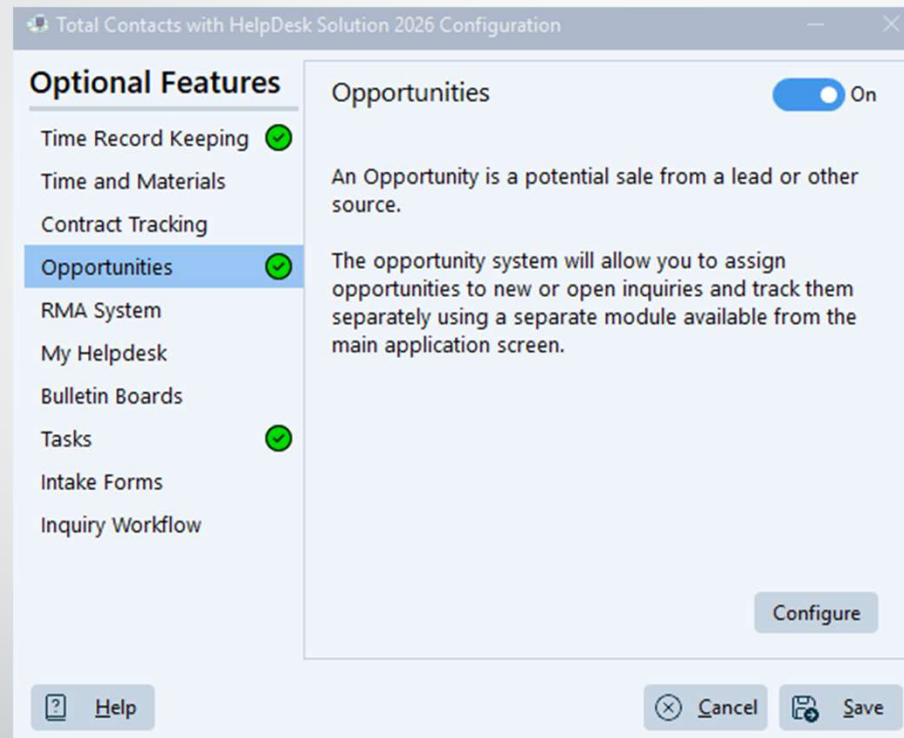 Total Contacts with HelpDesk Solution 2026 Configuration
Optional Features
Time Record Keeping
Time and Materials
Contract Tracking
Opportunities
RMA System
My Helpdesk
Bulletin Boards
Tasks
Intake Forms
Inquiry Workflow
Opportunities
On
An Opportunity is a potential sale from a lead or other
source.
The opportunity system will allow you to assign
opportunities to new or open inquiries and track them
separately using a separate module available from the
main application screen.
Configure
Help
Cancel
Save